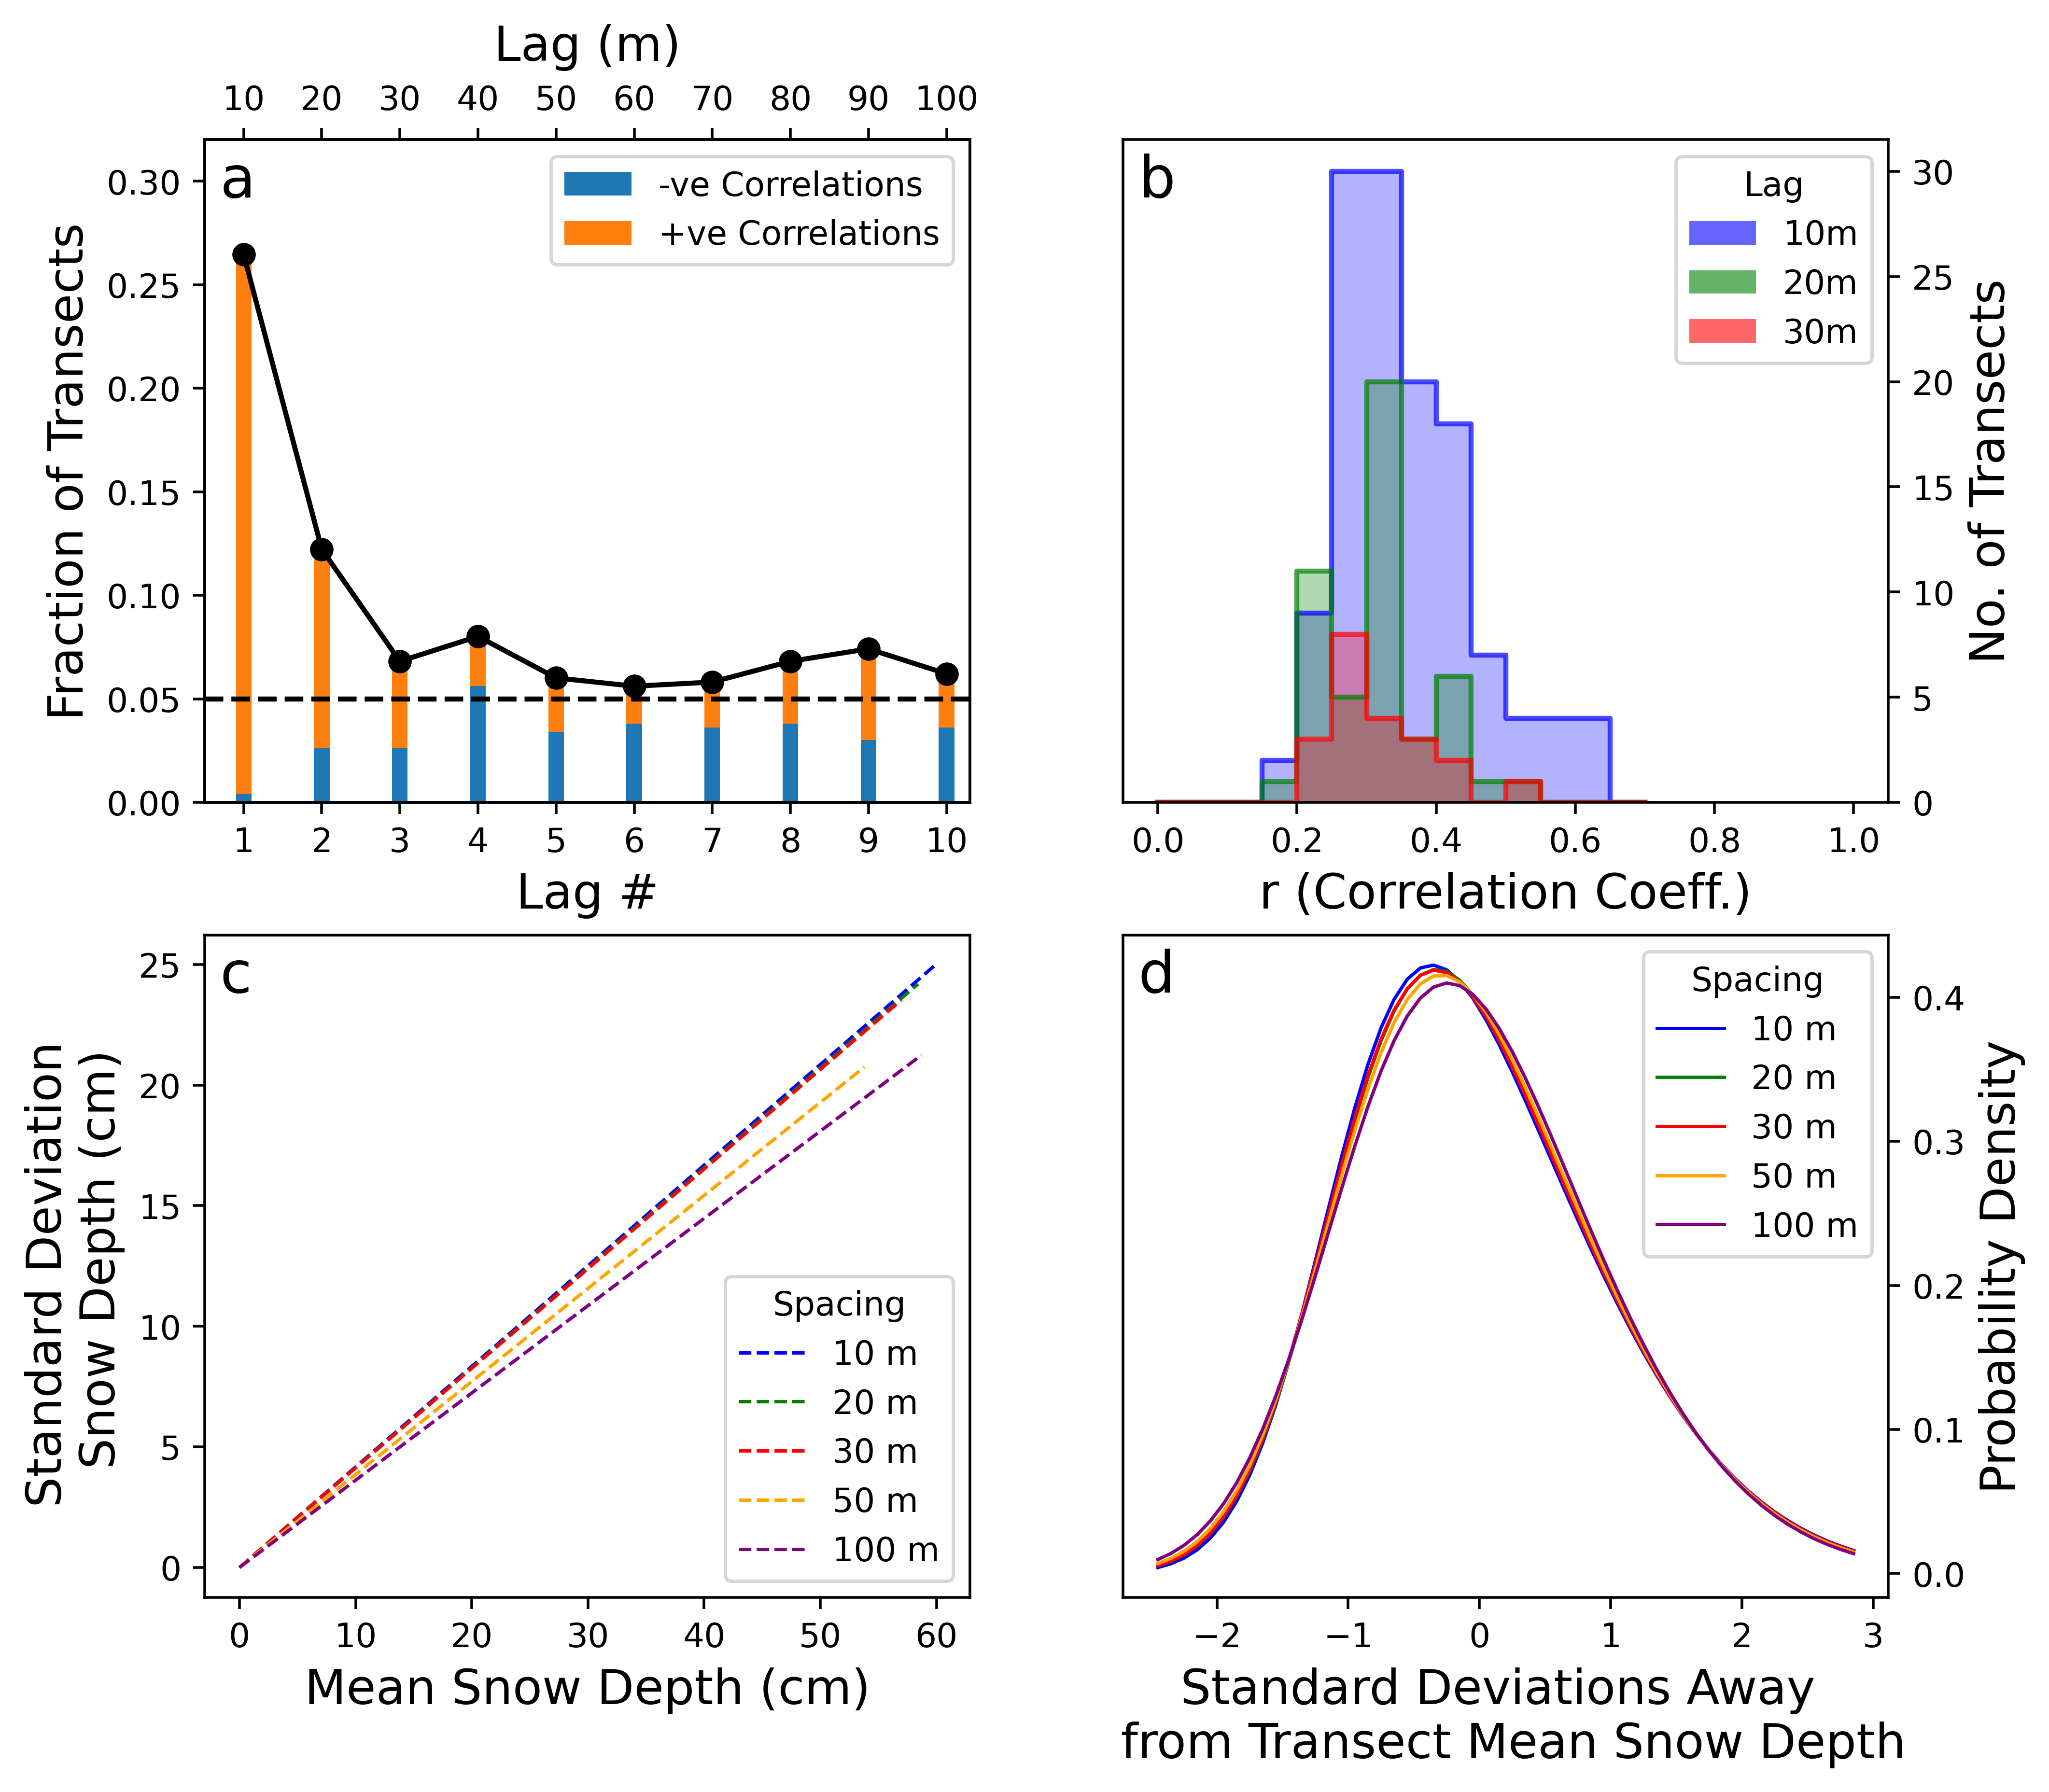 Lag (m)
10 20 30 40 50 60 70 80 90 100
a
-ve Correlations
+ve Correlations
0.30
0.25
0.20
0.15
0.10
0.05
0.00
Fraction of Transects
1 2 3 4 5 6 7 8 9 10
Lag #
b
Lag
10m
20m
30m
30
25
20
15
10
5
0
No. of Transects
0.0 0.2 0.4 0.6 0.8 1.0
r (Correlation Coeff.)
c
25
20
15
10
5
0
Standard Deviation
Snow Depth (cm)
Spacing
10 m
20 m
30 m
50 m
100 m
0 10 20 30 40 50 60
Mean Snow Depth (cm)
d
Spacing
10 m
20 m
30 m
50 m
100 m
0.4
0.3
0.2
0.1
0.0
Probability Density
−2 −1 0 1 2 3
Standard Deviations Away
from Transect Mean Snow Depth